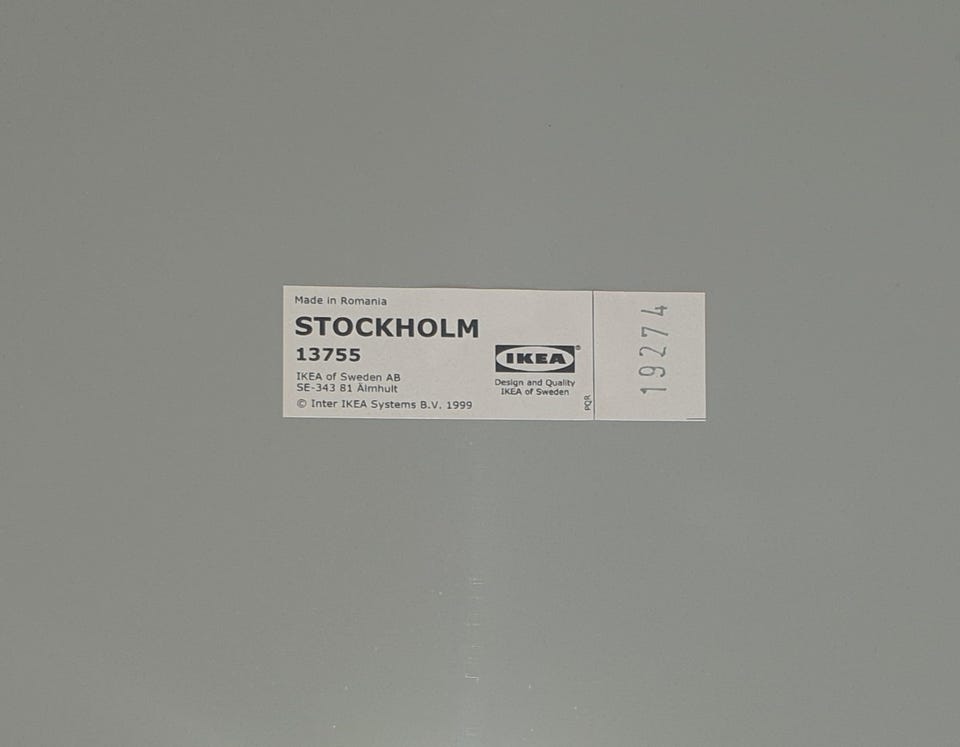 Made in Romania
STOCKHOLM
13755
IKEA of Sweden AB
SE-343 81 Älmhult
© Inter IKEA Systems B.V. 1999
IKEA®
Design and Quality
IKEA of Sweden
PQR
19274